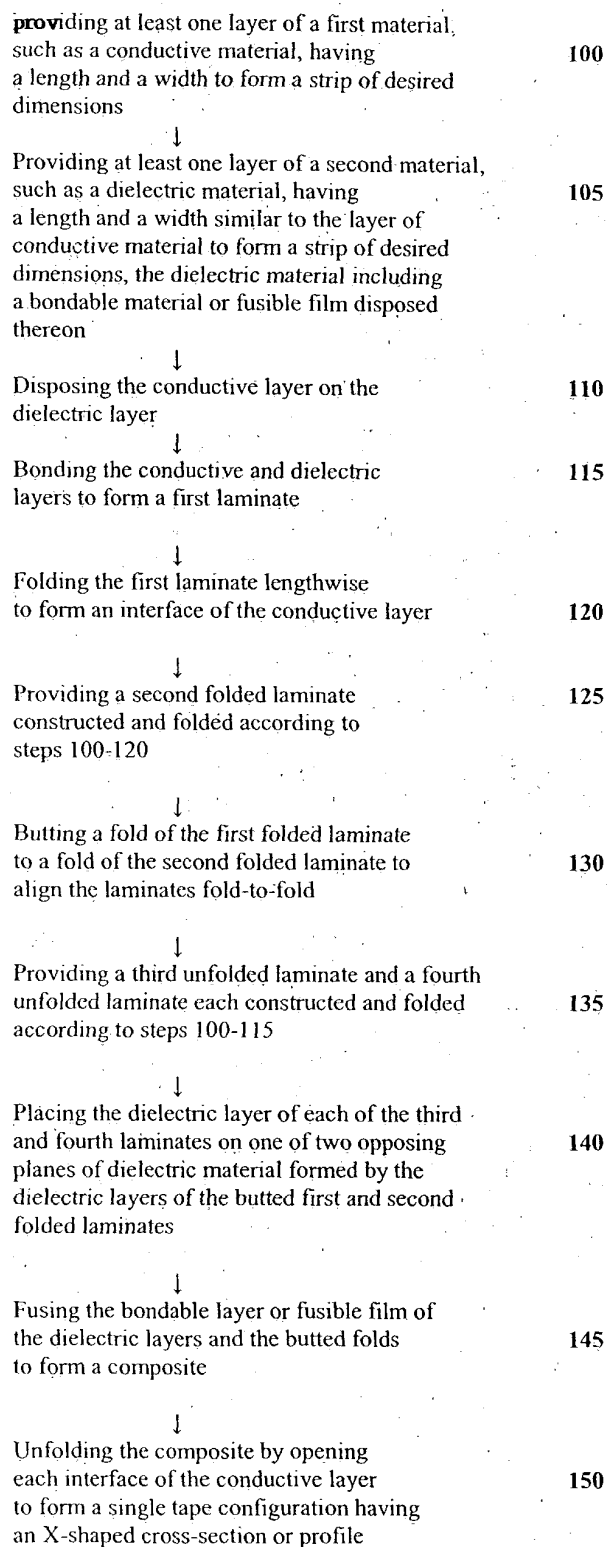 providing at least one layer of a first material,
such as a conductive material, having 100
a length and a width to form a strip of desired
dimensions
↓
Providing at least one layer of a second material,
such as a dielectric material, having 105
a length and a width similar to the layer of
conductive material to form a strip of desired
dimensions, the dielectric material including
a bondable material or fusible film disposed
thereon
↓
Disposing the conductive layer on the 110
dielectric layer
↓
Bonding the conductive and dielectric 115
layers to form a first laminate
↓
Folding the first laminate lengthwise
to form an interface of the conductive layer 120
↓
Providing a second folded laminate 125
constructed and folded according to
steps 100-120
↓
Butting a fold of the first folded laminate
to a fold of the second folded laminate to 130
align the laminates fold-to-fold
↓
Providing a third unfolded laminate and a fourth
unfolded laminate each constructed and folded 135
according to steps 100-115
↓
Placing the dielectric layer of each of the third
and fourth laminates on one of two opposing 140
planes of dielectric material formed by the
dielectric layers of the butted first and second
folded laminates
↓
Fusing the bondable layer or fusible film of
the dielectric layers and the butted folds 145
to form a composite
↓
Unfolding the composite by opening
each interface of the conductive layer 150
to form a single tape configuration having
an X-shaped cross-section or profile